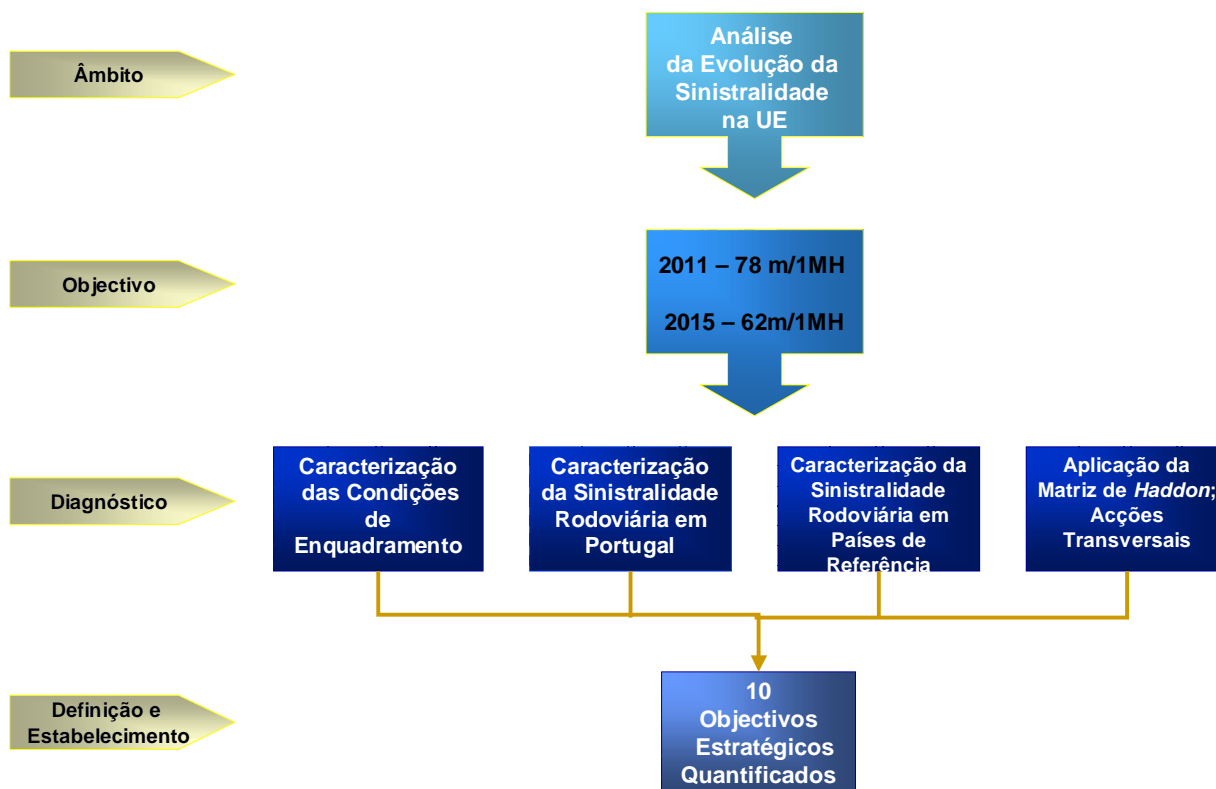 Âmbito
Análise
da Evolução da
Sinistralidade
na UE
Objectivo
2011 – 78 m/1MH
2015 – 62m/1MH
Diagnóstico
Caracterização
das Condições
de
Enquadramento
Caracterização
da Sinistralidade
Rodoviária em
Portugal
Caracterização da
Sinistralidade
Rodoviária em
Países de
Referência
Aplicação da
Matriz de Haddon;
Acções
Transversais
Definição e
Estabelecimento
10
Objectivos
Estratégicos
Quantificados